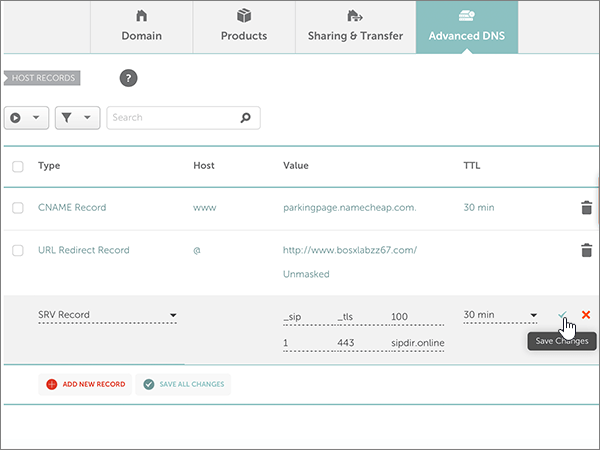 Domain Products Sharing & Transfer Advanced DNS
HOST RECORDS ?
Search
Type Host Value TTL
CNAME Record www parkingpage.namecheap.com. 30 min
URL Redirect Record @ http://www.bosxlabzz67.com/
Unmasked
SRV Record _sip _tls 100 30 min
1 443 sipdir.online
Save Changes
ADD NEW RECORD SAVE ALL CHANGES